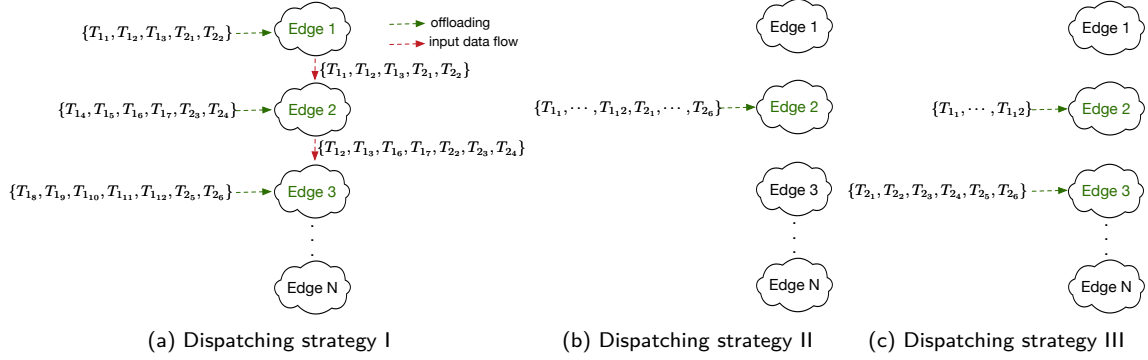 {T₁₁, T₁₂, T₁₃, T₂₁, T₂₂}
Edge 1
offloading
input data flow
{T₁₁, T₁₂, T₁₃, T₂₁, T₂₂}
{T₁₄, T₁₅, T₁₆, T₁₇, T₂₃, T₂₄}
Edge 2
{T₁₂, T₁₃, T₁₆, T₁₇, T₂₂, T₂₃, T₂₄}
{T₁₈, T₁₉, T₁₁₀, T₁₁₁, T₁₁₂, T₂₅, T₂₆}
Edge 3
Edge N
(a) Dispatching strategy I
Edge 1
{T₁₁, ⋯, T₁₁₂, T₂₁, ⋯, T₂₆}
Edge 2
Edge 3
Edge N
(b) Dispatching strategy II
Edge 1
{T₁₁, ⋯, T₁₁₂}
Edge 2
{T₂₁, T₂₂, T₂₃, T₂₄, T₂₅, T₂₆}
Edge 3
Edge N
(c) Dispatching strategy III